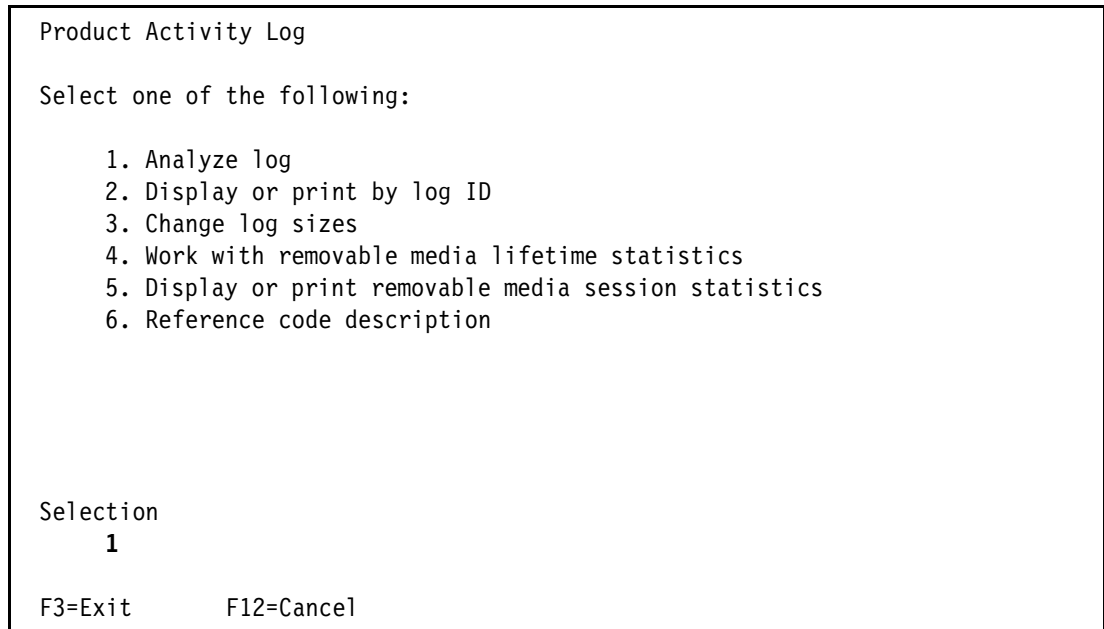 Product Activity Log
Select one of the following:
1. Analyze log
2. Display or print by log ID
3. Change log sizes
4. Work with removable media lifetime statistics
5. Display or print removable media session statistics
6. Reference code description
Selection
1
F3=Exit F12=Cancel